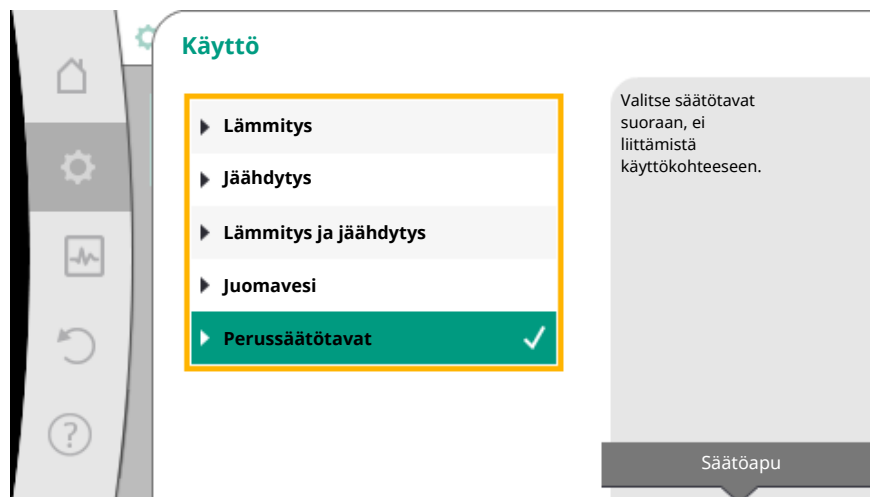 Käyttö
Lämmitys
Jäähdytys
Lämmitys ja jäähdytys
Juomavesi
Perussäätötavat
Valitse säätötavat
suoraan, ei
liittämistä
käyttökohteeseen.
Säätöapu
?